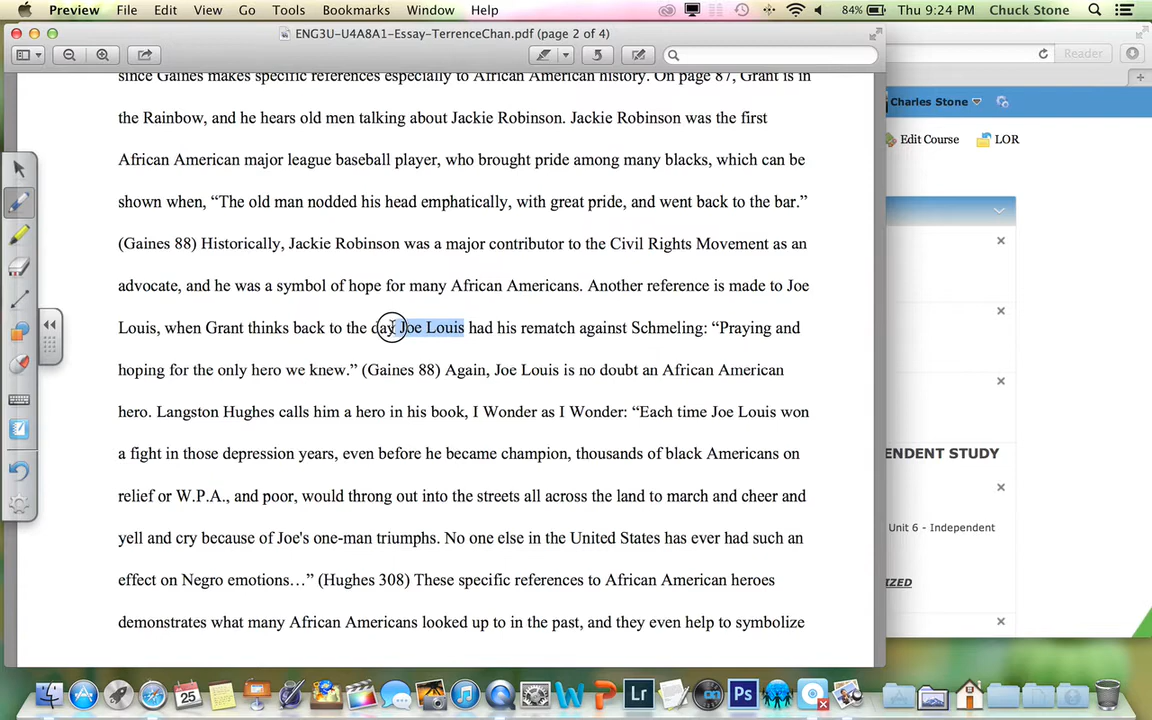 Preview File Edit View Go Tools Bookmarks Window Help 84% Thu 9:24 PM Chuck Stone
ENG3U-U4A8A1-Essay-TerrenceChan.pdf (page 2 of 4)
Reader
Charles Stone
Edit Course LOR
since Gaines makes specific references especially to African American history. On page 87, Grant is in
the Rainbow, and he hears old men talking about Jackie Robinson. Jackie Robinson was the first
African American major league baseball player, who brought pride among many blacks, which can be
shown when, “The old man nodded his head emphatically, with great pride, and went back to the bar.”
(Gaines 88) Historically, Jackie Robinson was a major contributor to the Civil Rights Movement as an
advocate, and he was a symbol of hope for many African Americans. Another reference is made to Joe
Louis, when Grant thinks back to the day Joe Louis had his rematch against Schmeling: “Praying and
hoping for the only hero we knew.” (Gaines 88) Again, Joe Louis is no doubt an African American
hero. Langston Hughes calls him a hero in his book, I Wonder as I Wonder: “Each time Joe Louis won
a fight in those depression years, even before he became champion, thousands of black Americans on
relief or W.P.A., and poor, would throng out into the streets all across the land to march and cheer and
yell and cry because of Joe's one-man triumphs. No one else in the United States has ever had such an
effect on Negro emotions…” (Hughes 308) These specific references to African American heroes
demonstrates what many African Americans looked up to in the past, and they even help to symbolize
ENDENT STUDY
Unit 6 - Independent
IZED
25
Lr
Ps